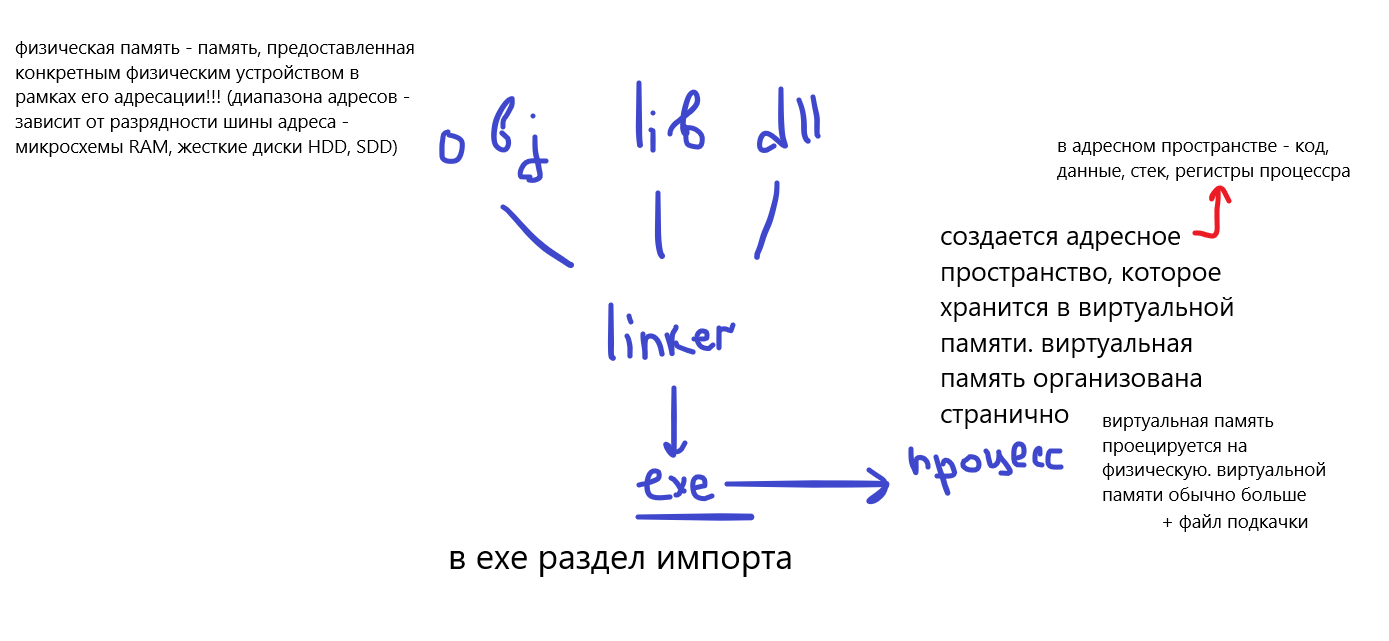 физическая память - память, предоставленная
конкретным физическим устройством в
рамках его адресации!!! (диапазона адресов -
зависит от разрядности шины адреса -
микросхемы RAM, жесткие диски HDD, SDD)
obj lib dll
в адресном пространстве - код,
данные, стек, регистры процессра
создается адресное
пространство, которое
хранится в виртуальной
памяти. виртуальная
память организована
странично
linker
виртуальная память
проецируется на
физическую. виртуальной
памяти обычно больше
+ файл подкачки
exe
процесс
в exe раздел импорта